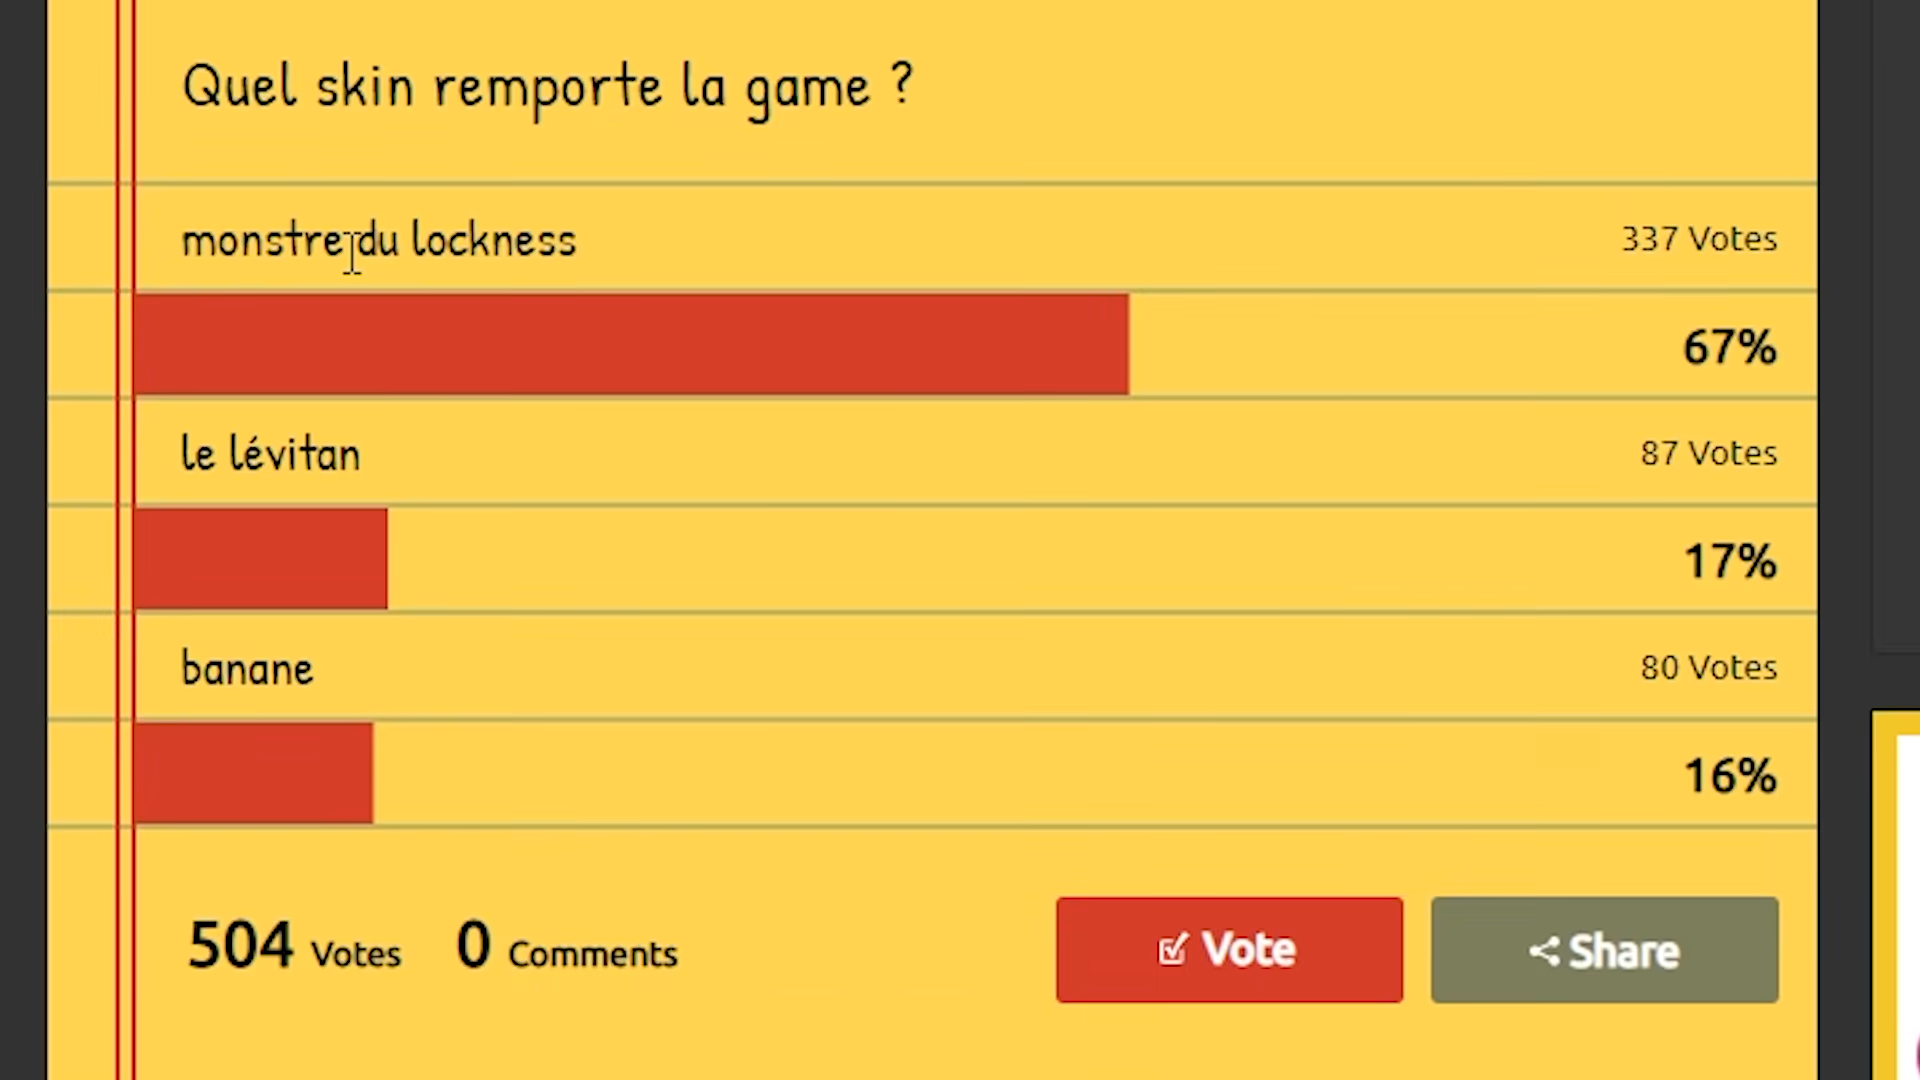 Quel skin remporte la game ?
monstre du lockness
337 Votes
67%
le lévitan
87 Votes
17%
banane
80 Votes
16%
504 Votes 0 Comments
Vote
Share